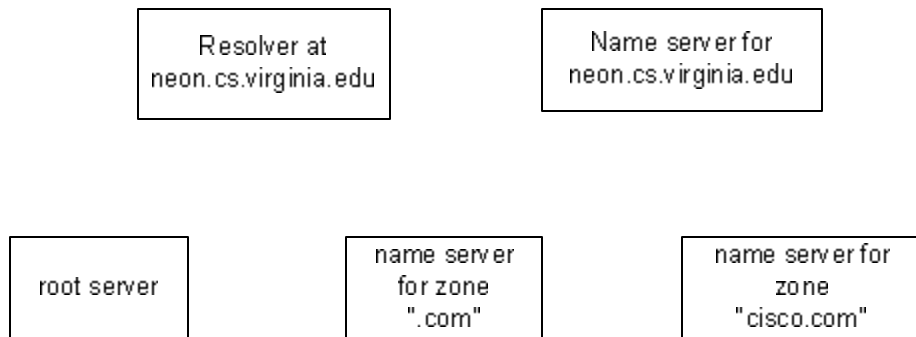 Resolver at
neon.cs.virginia.edu
Name server for
neon.cs.virginia.edu
root server
name server
for zone
".com"
name server for
zone
"cisco.com"